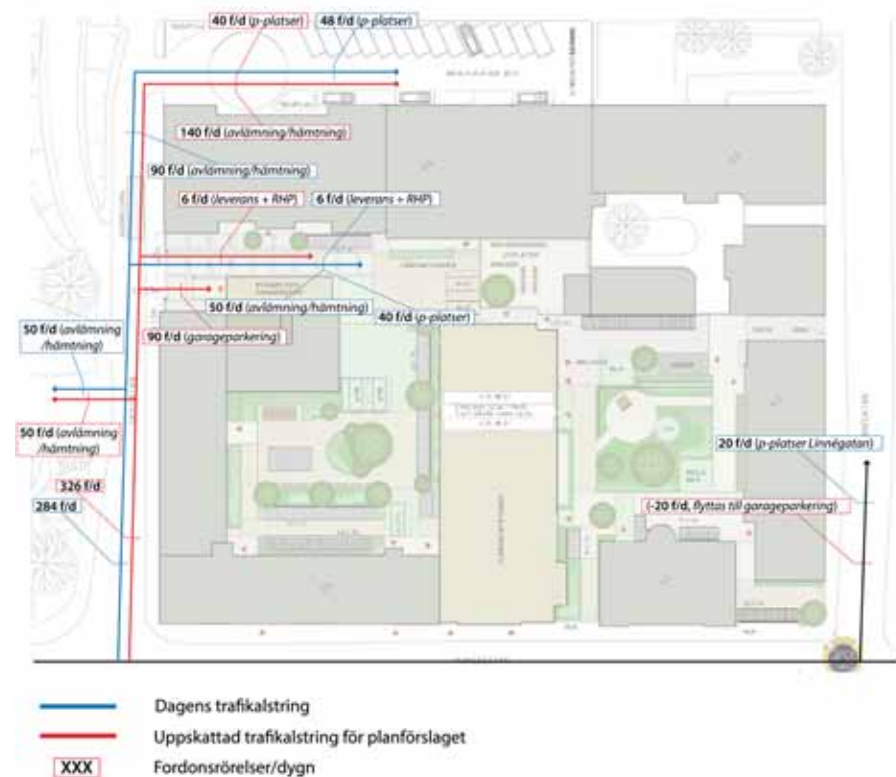 40 f/d (p-platser)
48 f/d (p-platser)
140 f/d (avlämning/hämtning)
90 f/d (avlämning/hämtning)
6 f/d (leverans + RHP)
6 f/d (leverans + RHP)
50 f/d (avlämning/hämtning)
40 f/d (p-platser)
90 f/d (garageparkering)
50 f/d (avlämning
/hämtning)
50 f/d (avlämning
/hämtning)
326 f/d
284 f/d
20 f/d (p-platser Linnégatan)
(-20 f/d, flyttas till garageparkering)
Dagens trafikalstring
Uppskattad trafikalstring för planförslaget
XXX Fordonsrörelser/dygn